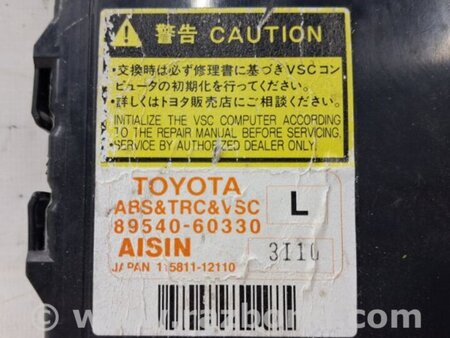 警告 CAUTION
・交換時は必ず修理書に基づきVSCコン
ピュータの初期化を行ってください。
・詳しくはトヨタ販売店にご相談ください。
INITIALIZE THE VSC COMPUTER ACCORDING
TO THE REPAIR MANUAL BEFORE SERVICING.
SERVICE BY AUTHORIZED DEALER ONLY.
TOYOTA
ABS&TRC&VSC
L
89540-60330
AISIN
JAPAN 115811-12110